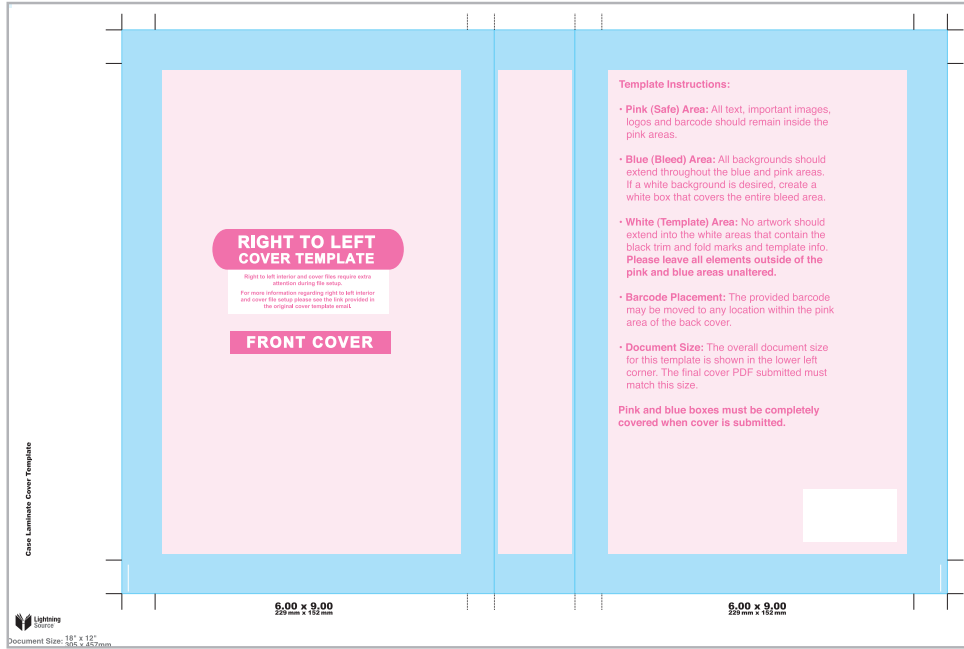 RIGHT TO LEFT
COVER TEMPLATE
Right to left interior and cover files require extra
attention during file setup.
For more information regarding right to left interior
and cover file setup please see the link provided in
the original cover template email.
FRONT COVER
Template Instructions:
• Pink (Safe) Area: All text, important images,
logos and barcode should remain inside the
pink areas.
• Blue (Bleed) Area: All backgrounds should
extend throughout the blue and pink areas.
If a white background is desired, create a
white box that covers the entire bleed area.
• White (Template) Area: No artwork should
extend into the white areas that contain the
black trim and fold marks and template info.
Please leave all elements outside of the
pink and blue areas unaltered.
• Barcode Placement: The provided barcode
may be moved to any location within the pink
area of the back cover.
• Document Size: The overall document size
for this template is shown in the lower left
corner. The final cover PDF submitted must
match this size.
Pink and blue boxes must be completely
covered when cover is submitted.
Case Laminate Cover Template
6.00 x 9.00
229 mm x 152 mm
6.00 x 9.00
229 mm x 152 mm
Lightning
Source
Document Size: 18" x 12"
305 x 457mm